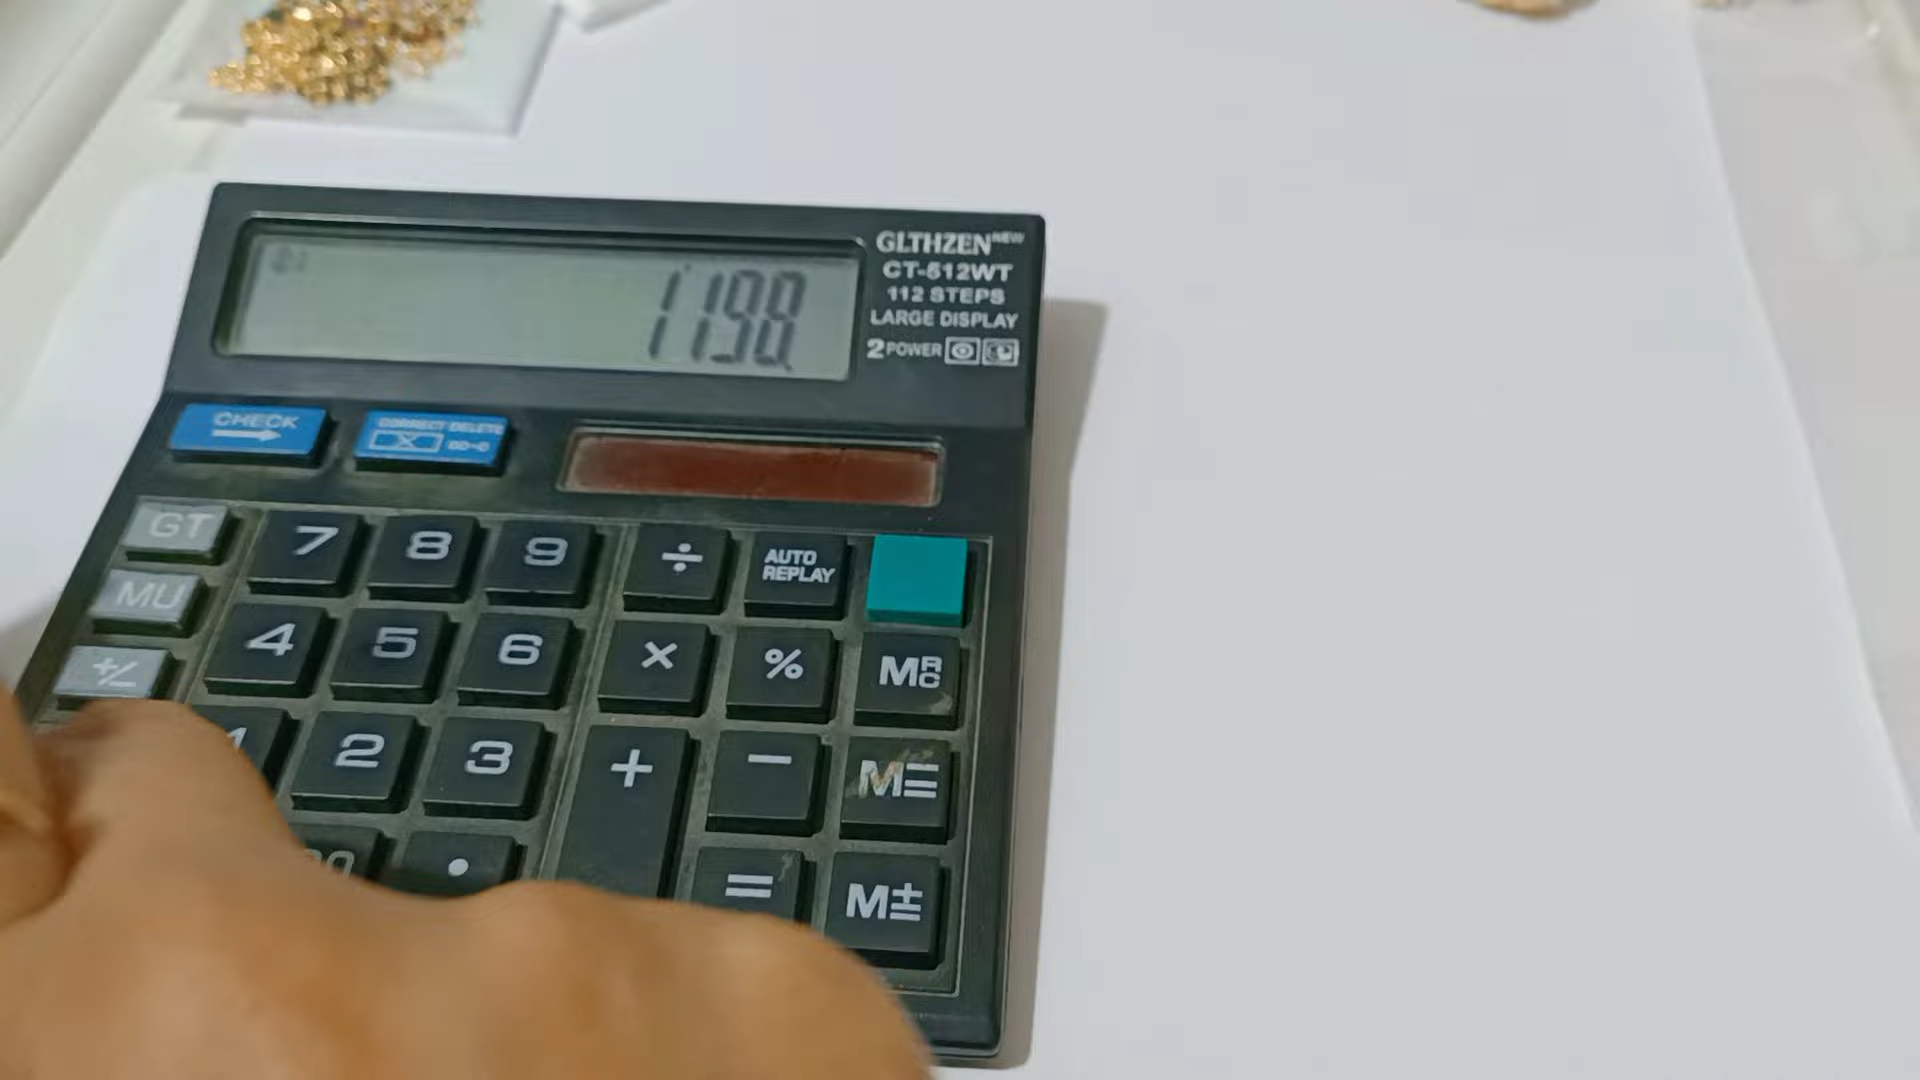 1198.
GLTHZEN NEW
CT-512WT
112 STEPS
LARGE DISPLAY
2 POWER
CHECK
CORRECT DELETE
GT 7 8 9 ÷ AUTO REPLAY
MU 4 5 6 × % MRC
+/- 1 2 3 + − M=
. = M±